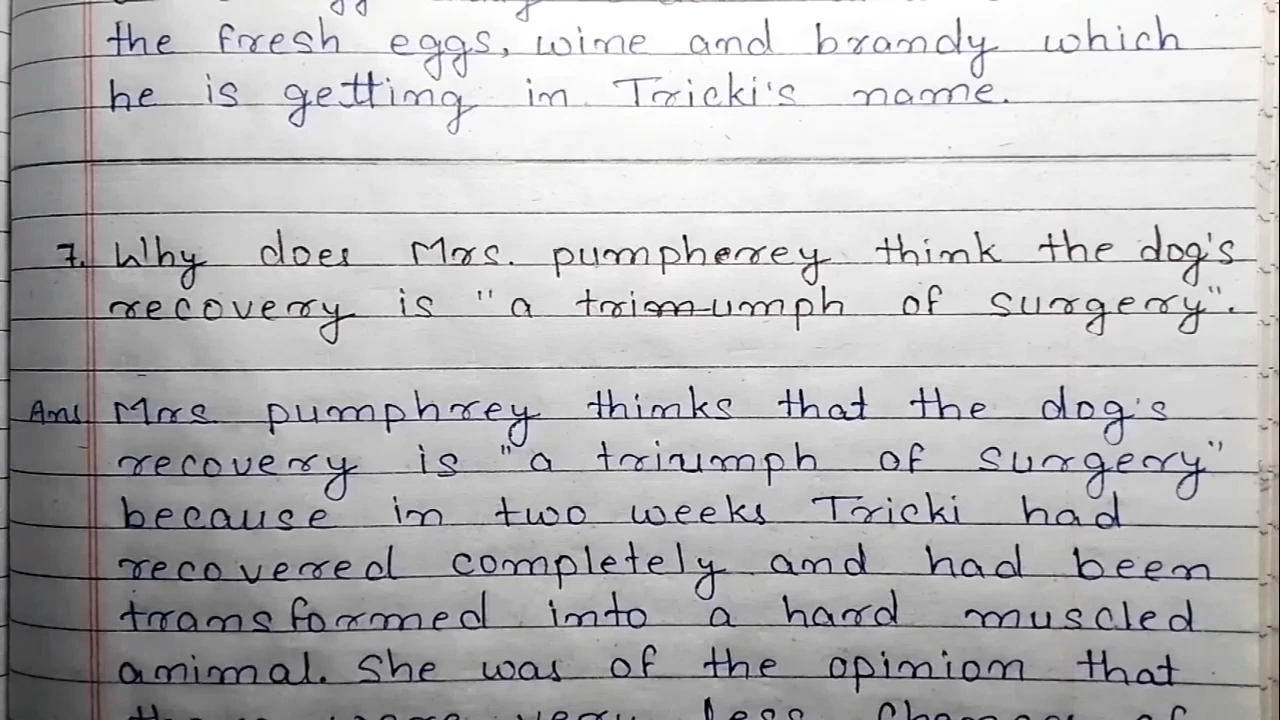 the fresh eggs, wine and brandy which
he is getting in Tricki's name.
7. Why does Mrs. pumpherey think the dog's
recovery is "a trimumph of surgery".
Ans. Mrs pumphrey thinks that the dog's
recovery is "a triumph of surgery"
because in two weeks Tricki had
recovered completely and had been
transformed into a hard muscled
animal. She was of the opinion that
very less